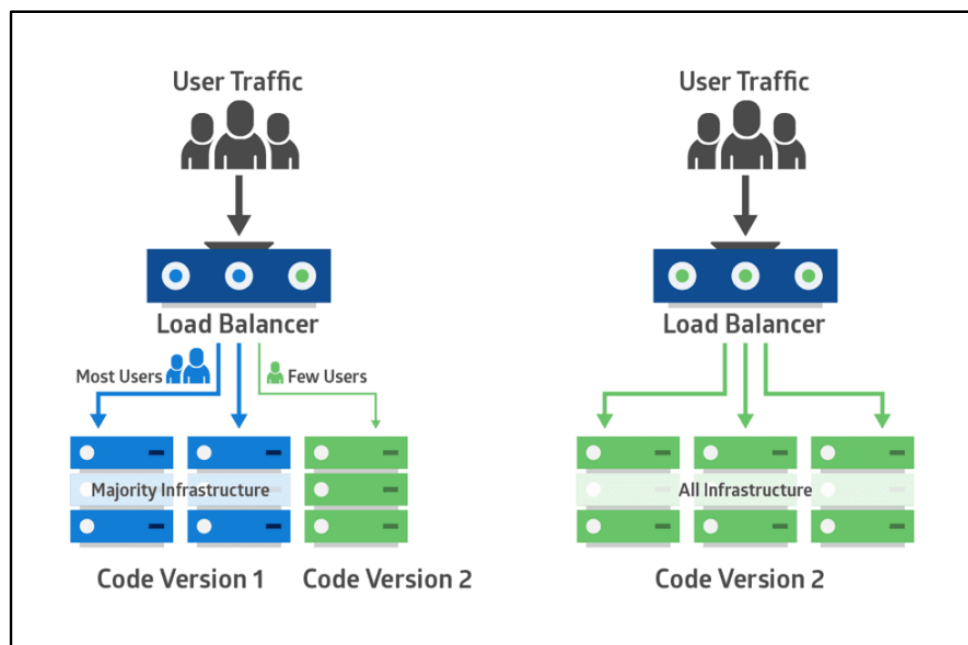 User Traffic
Load Balancer
Most Users
Few Users
Majority Infrastructure
Code Version 1
Code Version 2
User Traffic
Load Balancer
All Infrastructure
Code Version 2